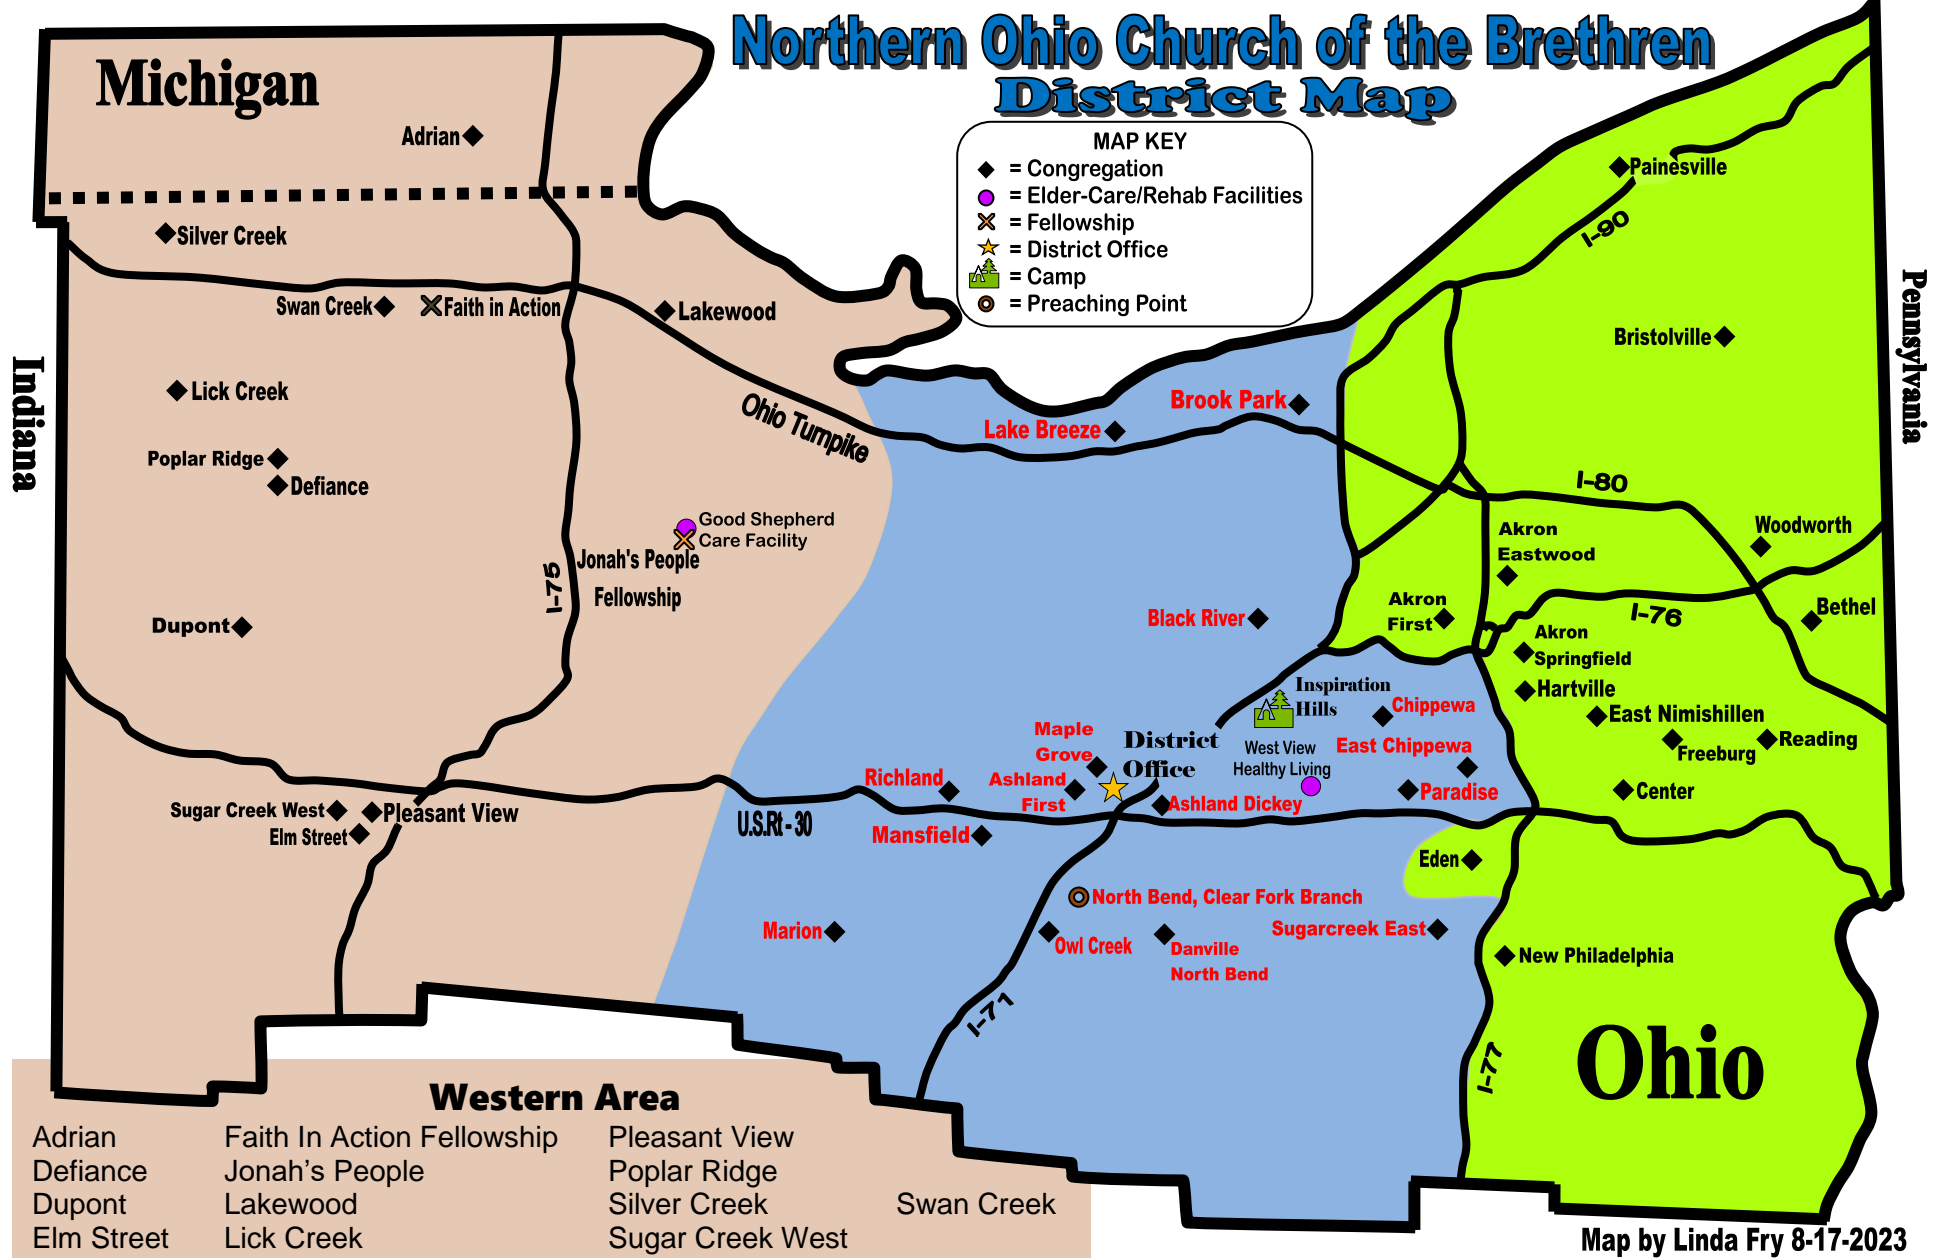 Northern Ohio Church of the Brethren
District Map
Michigan
MAP KEY
= Congregation
= Elder-Care/Rehab Facilities
= Fellowship
= District Office
= Camp
= Preaching Point
Adrian
Silver Creek
Swan Creek
Faith in Action
Lakewood
Indiana
Lick Creek
Poplar Ridge
Defiance
Ohio Turnpike
Good Shepherd
Care Facility
Jonah's People
Fellowship
I-75
Dupont
Sugar Creek West
Pleasant View
Elm Street
U.S.Rt - 30
Painesville
I-90
Pennsylvania
Bristolville
Brook Park
Lake Breeze
I-80
Woodworth
Akron
Eastwood
Akron
First
I-76
Bethel
Black River
Akron
Springfield
Hartville
East Nimishillen
Freeburg
Reading
Center
Inspiration
Hills
Chippewa
East Chippewa
West View
Healthy Living
Paradise
District
Office
Maple
Grove
Ashland
First
Ashland Dickey
Richland
Mansfield
Eden
North Bend, Clear Fork Branch
Marion
Owl Creek
Danville
North Bend
Sugarcreek East
New Philadelphia
I-71
I-77
Ohio
Western Area
Adrian Faith In Action Fellowship Pleasant View
Defiance Jonah’s People Poplar Ridge
Dupont Lakewood Silver Creek Swan Creek
Elm Street Lick Creek Sugar Creek West
Map by Linda Fry 8-17-2023